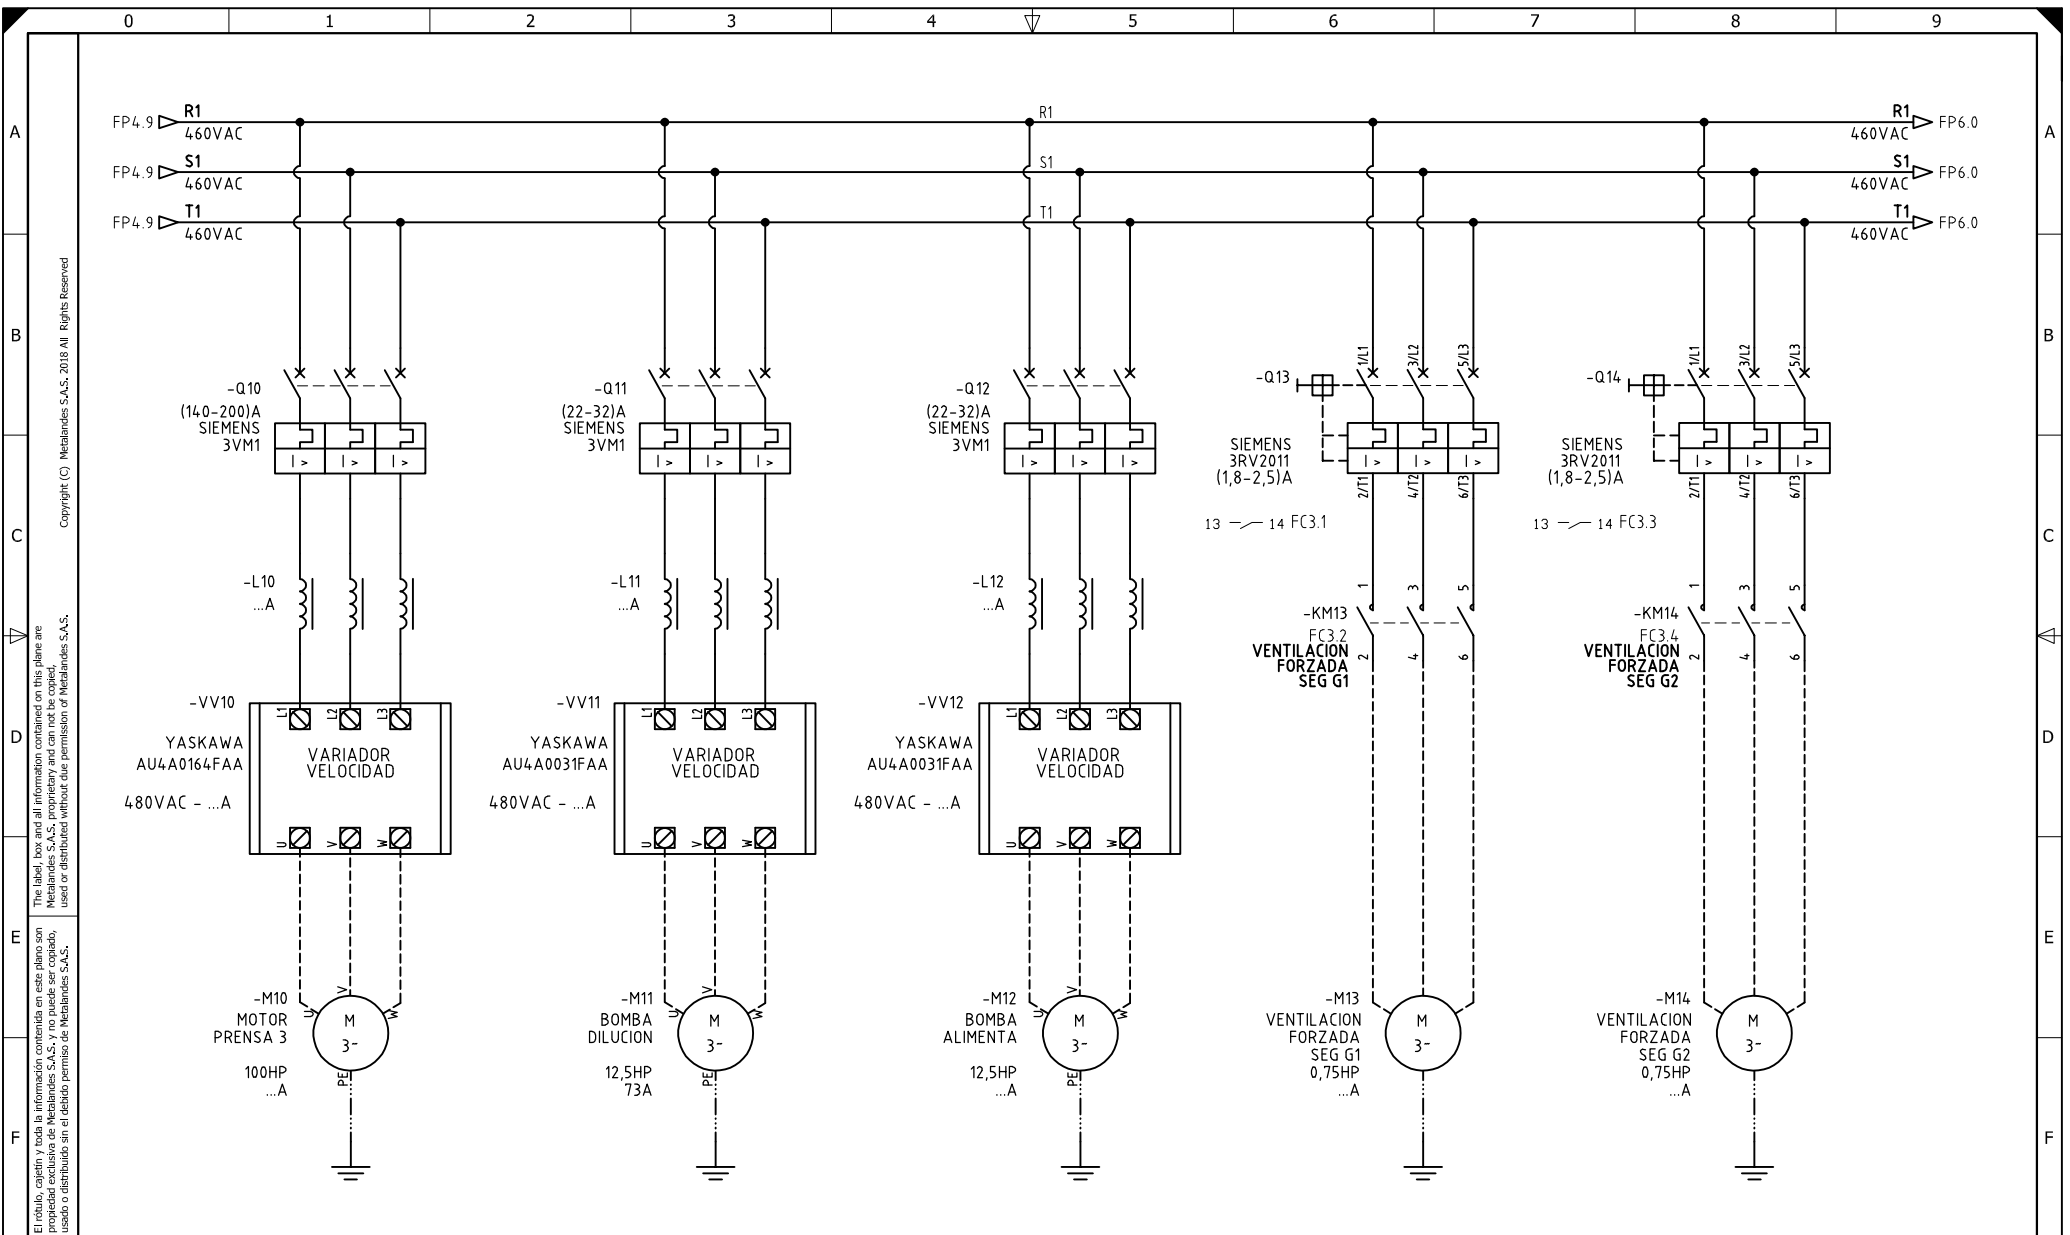 0 1 2 3 4 5 6 7 8 9
A
B
C
D
E
F
A
B
C
D
E
F
Copyright (C) Metalandes S.A.S. 2018 All Rights Reserved
The label, box and all information contained on this plane are
Metalandes S.A.S. proprietary and can not be copied,
used or distributed without due permission of Metalandes S.A.S.
El rótulo, cajetín y toda la información contenida en este plano son
propiedad exclusiva de Metalandes S.A.S. y no puede ser copiado,
usado o distribuido sin el debido permiso de Metalandes S.A.S.
FP4.9 R1 R1 R1 FP6.0
460VAC 460VAC
FP4.9 S1 S1 S1 FP6.0
460VAC 460VAC
FP4.9 T1 T1 T1 FP6.0
460VAC 460VAC
-Q10
(140-200)A
SIEMENS
3VM1
I > I > I >
-L10
...A
-VV10
L1 L2 L3
YASKAWA
AU4A0164FAA
480VAC - ...A
VARIADOR
VELOCIDAD
U V W
-M10
MOTOR
PRENSA 3
100HP
...A
U V W
M
3~
PE
-Q11
(22-32)A
SIEMENS
3VM1
I > I > I >
-L11
...A
-VV11
L1 L2 L3
YASKAWA
AU4A0031FAA
480VAC - ...A
VARIADOR
VELOCIDAD
U V W
-M11
BOMBA
DILUCION
12,5HP
73A
U V W
M
3~
PE
-Q12
(22-32)A
SIEMENS
3VM1
I > I > I >
-L12
...A
-VV12
L1 L2 L3
YASKAWA
AU4A0031FAA
480VAC - ...A
VARIADOR
VELOCIDAD
U V W
-M12
BOMBA
ALIMENTA
12,5HP
...A
U V W
M
3~
PE
1/L1 3/L2 5/L3
-Q13
SIEMENS
3RV2011
(1,8-2,5)A
I > I > I >
2/T1 4/T2 6/T3
13 14 FC3.1
1 3 5
-KM13
FC3.2
VENTILACION
FORZADA
SEG G1
2 4 6
-M13
VENTILACION
FORZADA
SEG G1
0,75HP
...A
M
3~
1/L1 3/L2 5/L3
-Q14
SIEMENS
3RV2011
(1,8-2,5)A
I > I > I >
2/T1 4/T2 6/T3
13 14 FC3.3
1 3 5
-KM14
FC3.4
VENTILACION
FORZADA
SEG G2
2 4 6
-M14
VENTILACION
FORZADA
SEG G2
0,75HP
...A
M
3~